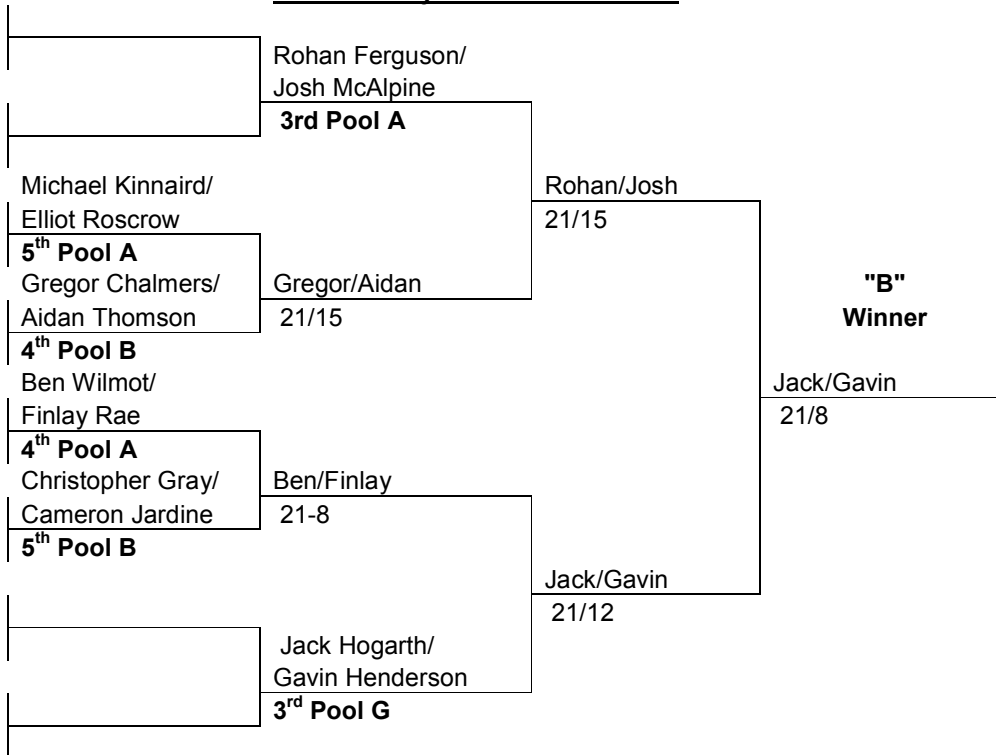 Rohan Ferguson/
Josh McAlpine
3rd Pool A
Michael Kinnaird/
Elliot Roscrow
5th Pool A
Rohan/Josh
21/15
Gregor Chalmers/
Aidan Thomson
4th Pool B
Gregor/Aidan
21/15
"B"
Winner
Ben Wilmot/
Finlay Rae
4th Pool A
Jack/Gavin
21/8
Christopher Gray/
Cameron Jardine
5th Pool B
Ben/Finlay
21-8
Jack/Gavin
21/12
Jack Hogarth/
Gavin Henderson
3rd Pool G